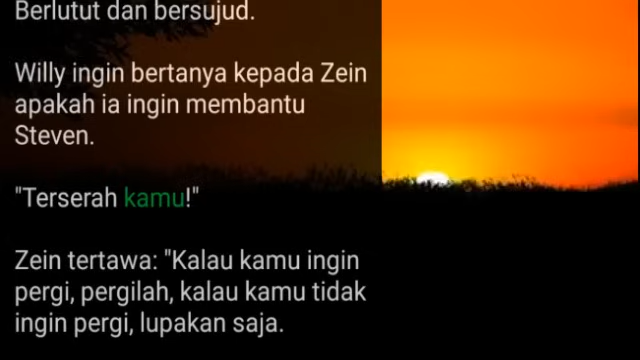 Berlutut dan bersujud.
Willy ingin bertanya kepada Zein
apakah ia ingin membantu
Steven.
"Terserah kamu!"
Zein tertawa: "Kalau kamu ingin
pergi, pergilah, kalau kamu tidak
ingin pergi, lupakan saja.